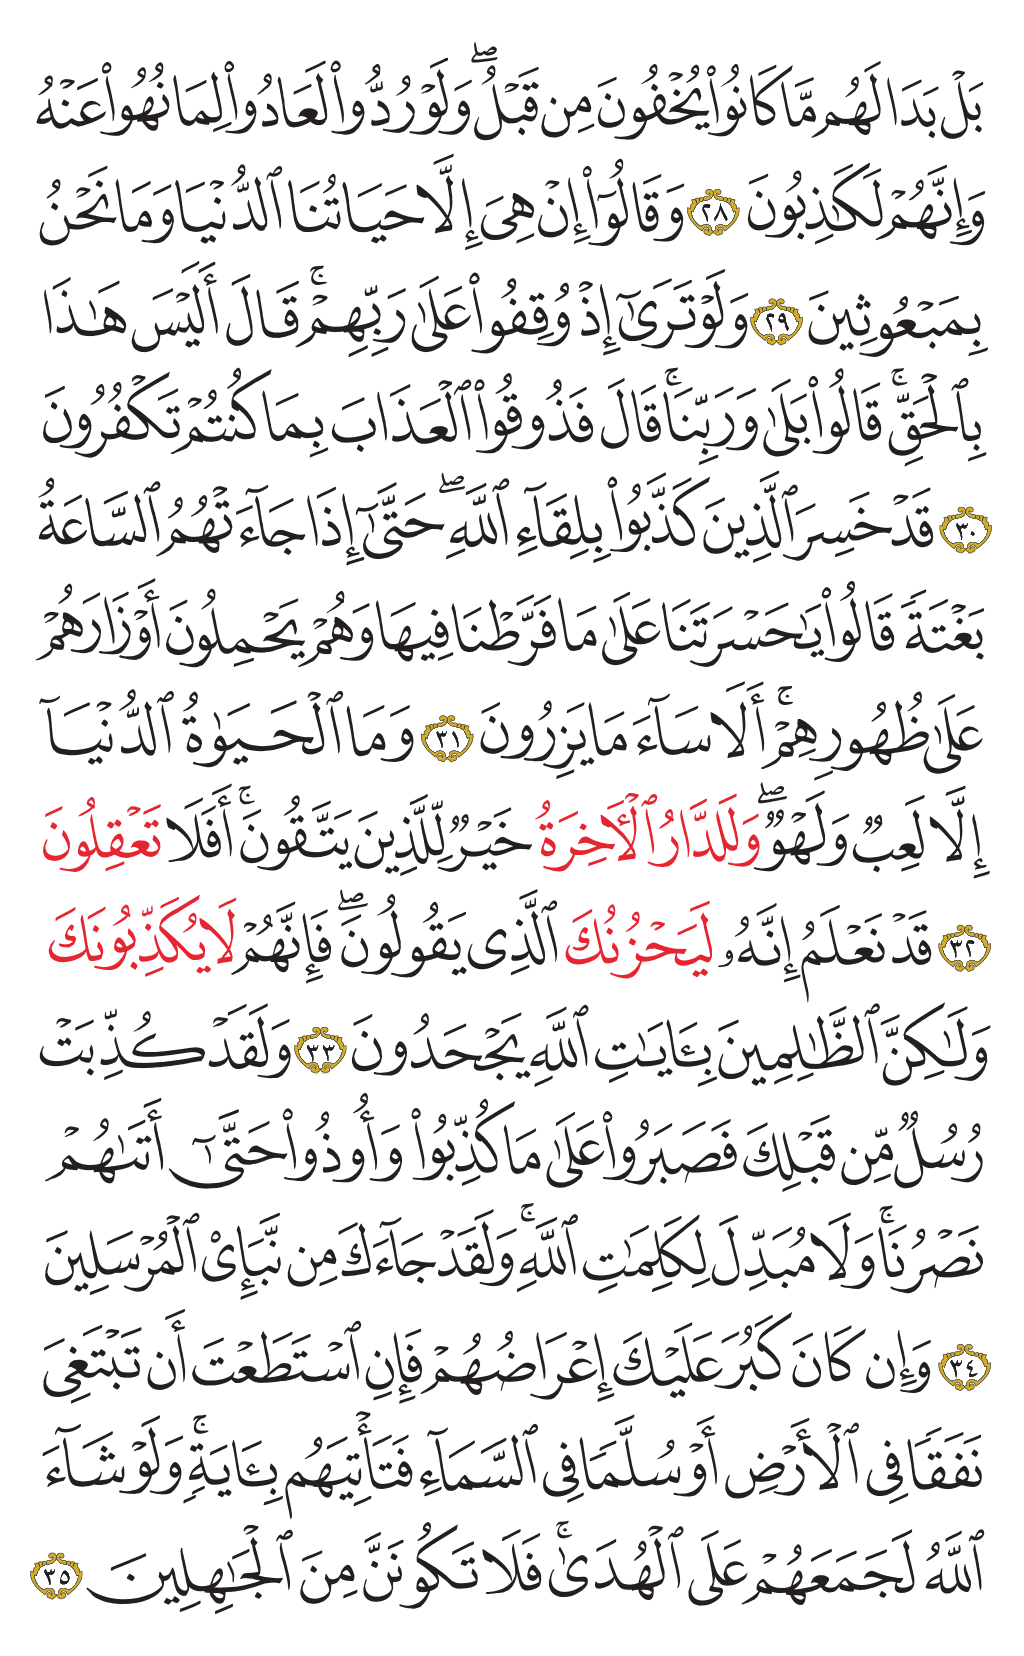 بَلْ بَدَا لَهُم مَّا كَانُوا۟ يُخْفُونَ مِن قَبْلُ ۖ وَلَوْ رُدُّوا۟ لَعَادُوا۟ لِمَا نُهُوا۟ عَنْهُ
وَإِنَّهُمْ لَكَـٰذِبُونَ ٢٨ وَقَالُوٓا۟ إِنْ هِىَ إِلَّا حَيَاتُنَا ٱلدُّنْيَا وَمَا نَحْنُ
بِمَبْعُوثِينَ ٢٩ وَلَوْ تَرَىٰٓ إِذْ وُقِفُوا۟ عَلَىٰ رَبِّهِمْ ۚ قَالَ أَلَيْسَ هَـٰذَا
بِٱلْحَقِّ ۚ قَالُوا۟ بَلَىٰ وَرَبِّنَا ۚ قَالَ فَذُوقُوا۟ ٱلْعَذَابَ بِمَا كُنتُمْ تَكْفُرُونَ
٣٠ قَدْ خَسِرَ ٱلَّذِينَ كَذَّبُوا۟ بِلِقَآءِ ٱللَّهِ ۖ حَتَّىٰٓ إِذَا جَآءَتْهُمُ ٱلسَّاعَةُ
بَغْتَةً قَالُوا۟ يَـٰحَسْرَتَنَا عَلَىٰ مَا فَرَّطْنَا فِيهَا وَهُمْ يَحْمِلُونَ أَوْزَارَهُمْ
عَلَىٰ ظُهُورِهِمْ ۚ أَلَا سَآءَ مَا يَزِرُونَ ٣١ وَمَا ٱلْحَيَوٰةُ ٱلدُّنْيَآ
إِلَّا لَعِبٌ وَلَهْوٌ ۖ وَلَلدَّارُ ٱلْـَٔاخِرَةُ خَيْرٌ لِّلَّذِينَ يَتَّقُونَ ۚ أَفَلَا تَعْقِلُونَ
٣٢ قَدْ نَعْلَمُ إِنَّهُۥ لَيَحْزُنُكَ ٱلَّذِى يَقُولُونَ ۖ فَإِنَّهُمْ لَا يُكَذِّبُونَكَ
وَلَـٰكِنَّ ٱلظَّـٰلِمِينَ بِـَٔايَـٰتِ ٱللَّهِ يَجْحَدُونَ ٣٣ وَلَقَدْ كُذِّبَتْ
رُسُلٌ مِّن قَبْلِكَ فَصَبَرُوا۟ عَلَىٰ مَا كُذِّبُوا۟ وَأُوذُوا۟ حَتَّىٰٓ أَتَىٰهُمْ
نَصْرُنَا ۚ وَلَا مُبَدِّلَ لِكَلِمَـٰتِ ٱللَّهِ ۚ وَلَقَدْ جَآءَكَ مِن نَّبَإِى۟ ٱلْمُرْسَلِينَ
٣٤ وَإِن كَانَ كَبُرَ عَلَيْكَ إِعْرَاضُهُمْ فَإِنِ ٱسْتَطَعْتَ أَن تَبْتَغِىَ
نَفَقًا فِى ٱلْأَرْضِ أَوْ سُلَّمًا فِى ٱلسَّمَآءِ فَتَأْتِيَهُم بِـَٔايَةٍ ۚ وَلَوْ شَآءَ
ٱللَّهُ لَجَمَعَهُمْ عَلَى ٱلْهُدَىٰ ۚ فَلَا تَكُونَنَّ مِنَ ٱلْجَـٰهِلِينَ ٣٥